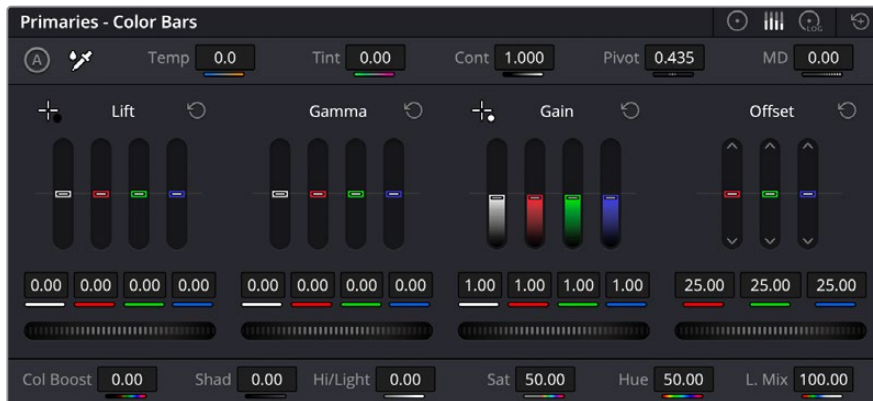 Primaries - Color Bars
LOG
A Temp 0.0 Tint 0.00 Cont 1.000 Pivot 0.435 MD 0.00
Lift Gamma Gain Offset
0.00 0.00 0.00 0.00 0.00 0.00 0.00 0.00 1.00 1.00 1.00 1.00 25.00 25.00 25.00
Col Boost 0.00 Shad 0.00 Hi/Light 0.00 Sat 50.00 Hue 50.00 L. Mix 100.00